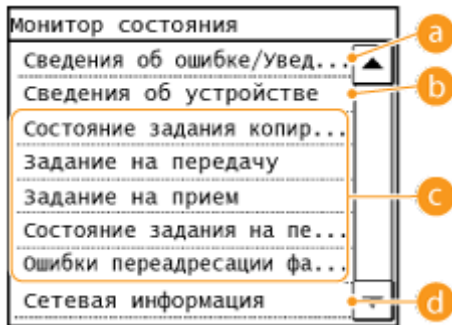 Монитор состояния
Сведения об ошибке/Увед... a
Сведения об устройстве b
Состояние задания копир...
Задание на передачу
Задание на прием c
Состояние задания на пе...
Ошибки переадресации фа...
Сетевая информация d